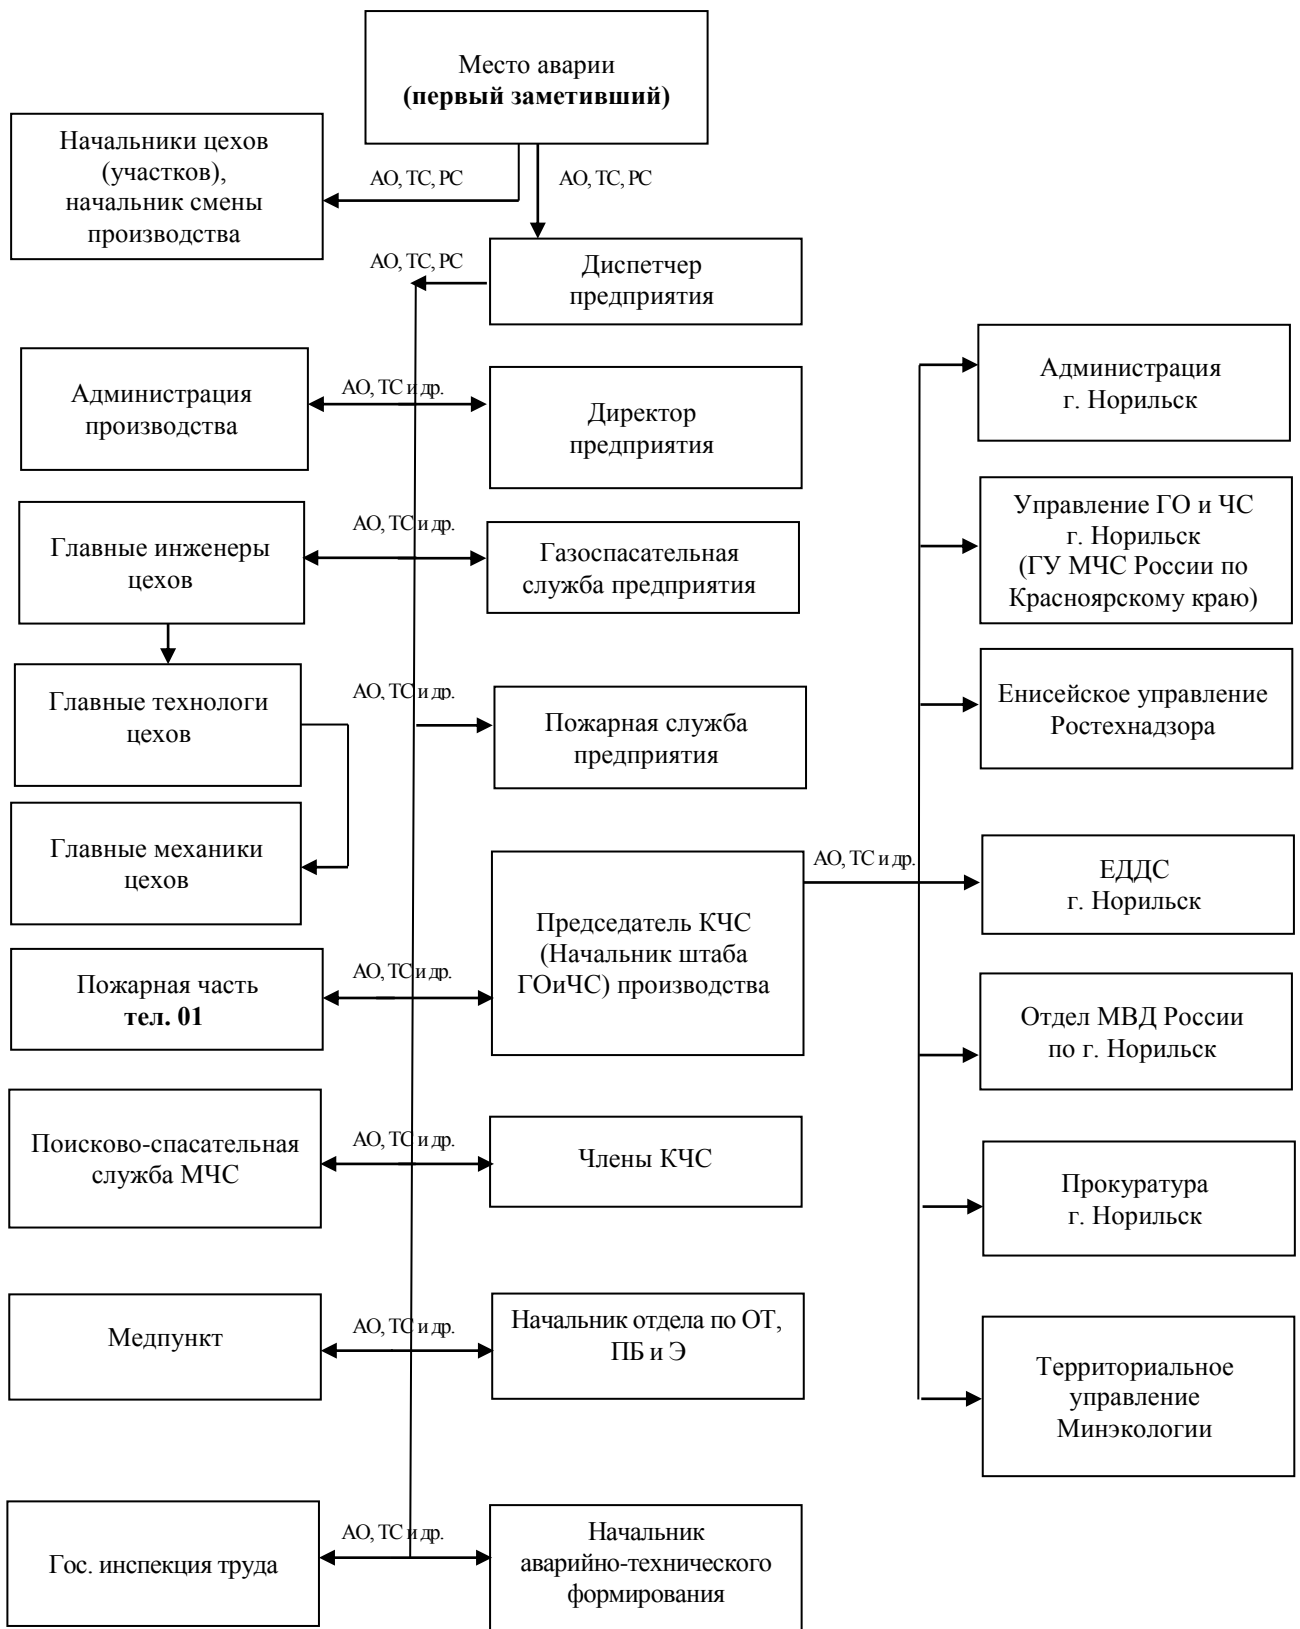 Место аварии
(первый заметивший)
Начальники цехов
(участков),
начальник смены
производства
АО, ТС, РС
АО, ТС, РС
АО, ТС, РС
Диспетчер
предприятия
Администрация
производства
АО, ТС и др.
Директор
предприятия
Администрация
г. Норильск
Главные инженеры
цехов
АО, ТС и др.
Газоспасательная
служба предприятия
Управление ГО и ЧС
г. Норильск
(ГУ МЧС России по
Красноярскому краю)
Главные технологи
цехов
АО, ТС и др.
Пожарная служба
предприятия
Енисейское управление
Ростехнадзора
Главные механики
цехов
Председатель КЧС
(Начальник штаба
ГОиЧС) производства
АО, ТС и др.
ЕДДС
г. Норильск
Пожарная часть
тел. 01
АО, ТС и др.
Отдел МВД России
по г. Норильск
Поисково-спасательная
служба МЧС
АО, ТС и др.
Члены КЧС
Прокуратура
г. Норильск
Медпункт
АО, ТС и др.
Начальник отдела по ОТ,
ПБ и Э
Территориальное
управление
Минэкологии
Гос. инспекция труда
АО, ТС и др.
Начальник
аварийно-технического
формирования